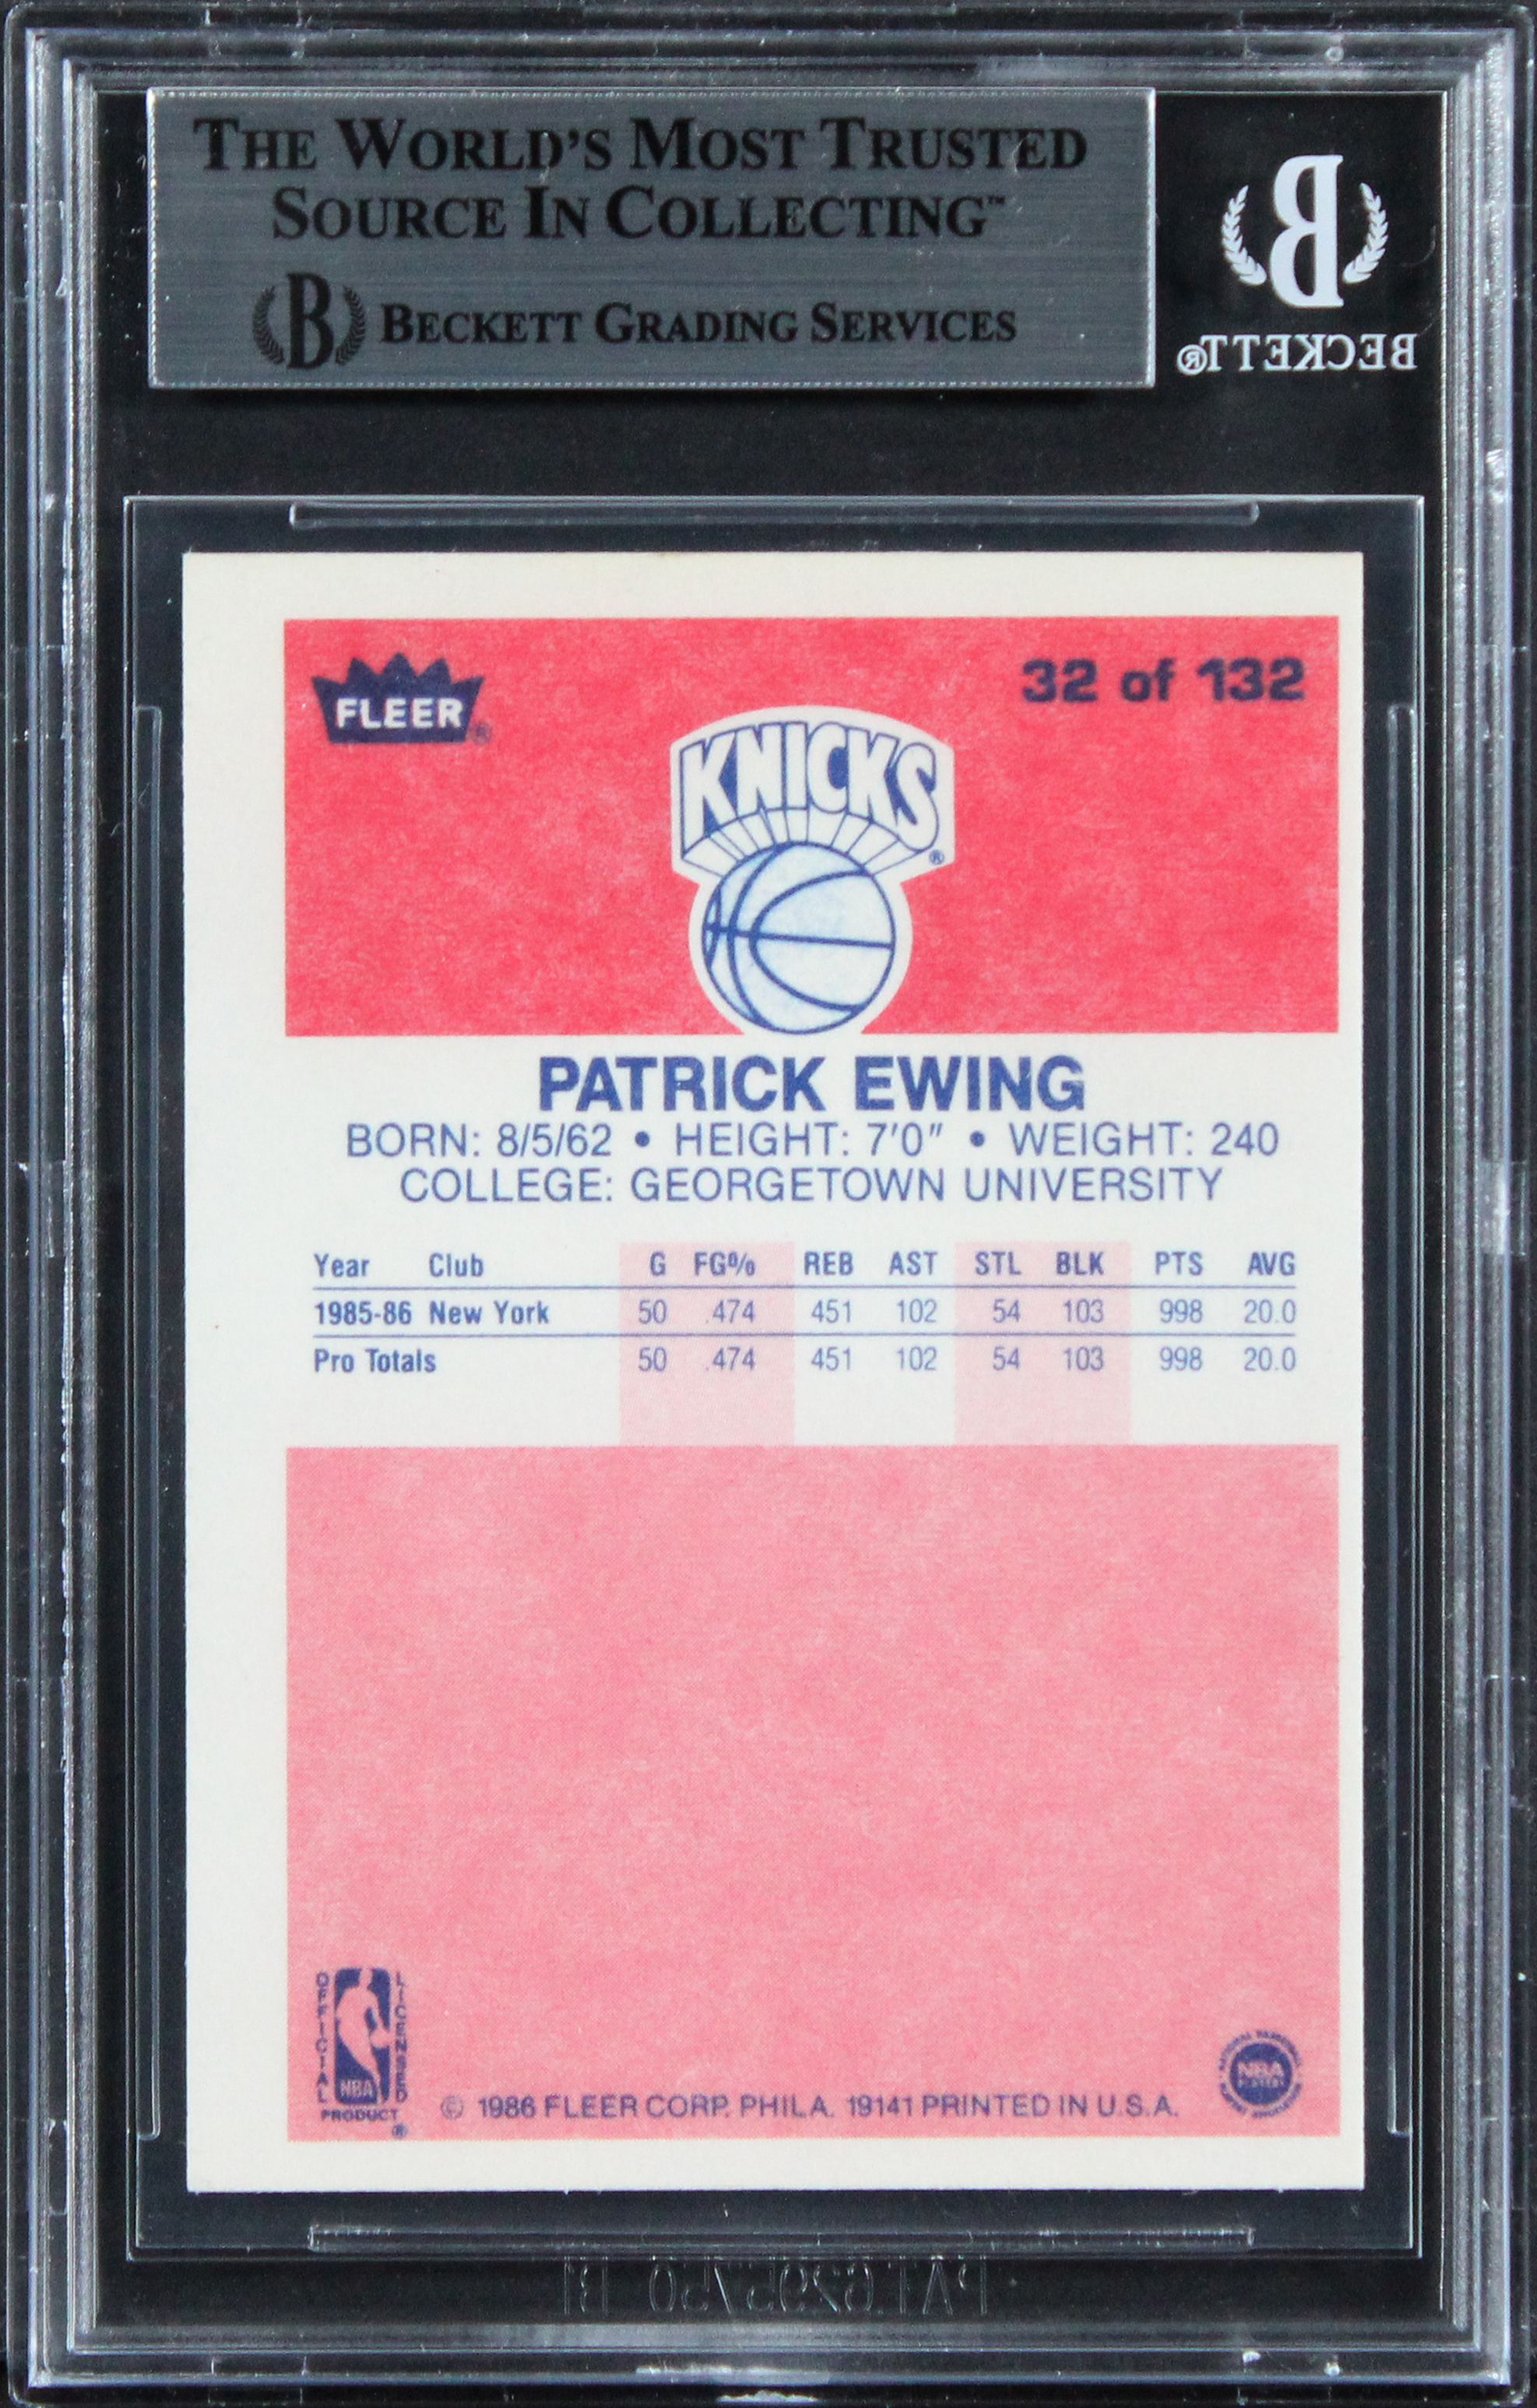 THE WORLD'S MOST TRUSTED
SOURCE IN COLLECTING™
B BECKETT GRADING SERVICES
B
BECKETT®
FLEER®
32 of 132
KNICKS®
PATRICK EWING
BORN: 8/5/62 • HEIGHT: 7'0" • WEIGHT: 240
COLLEGE: GEORGETOWN UNIVERSITY
Year Club G FG% REB AST STL BLK PTS AVG
1985-86 New York 50 .474 451 102 54 103 998 20.0
Pro Totals 50 .474 451 102 54 103 998 20.0
OFFICIAL LICENSED
NBA
PRODUCT®
© 1986 FLEER CORP. PHILA. 19141 PRINTED IN U.S.A.
NBA